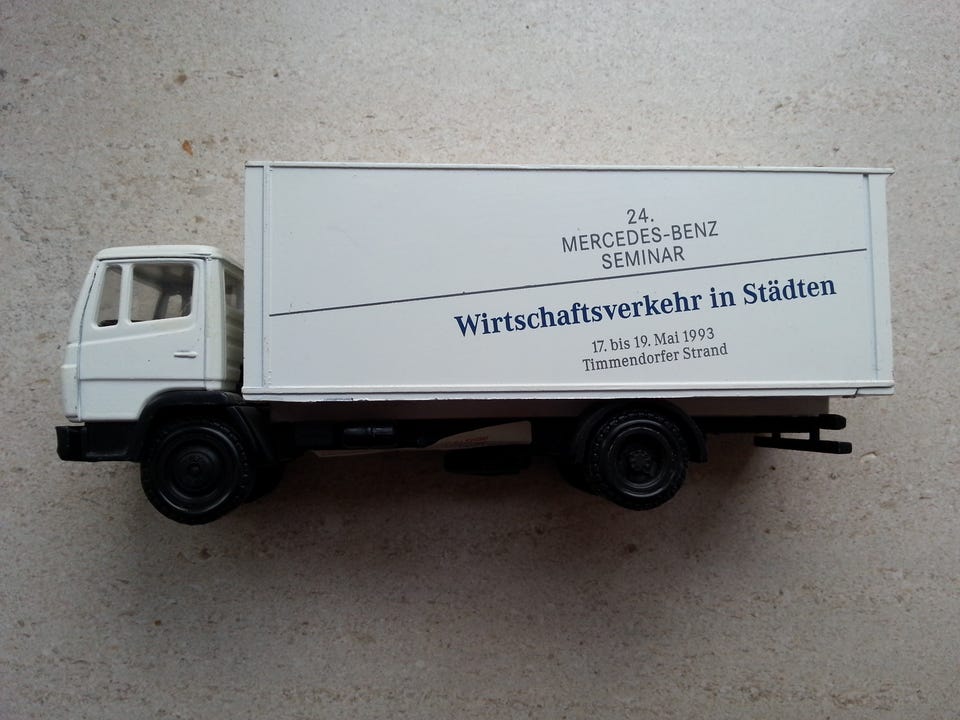 24.
MERCEDES-BENZ
SEMINAR
Wirtschaftsverkehr in Städten
17. bis 19. Mai 1993
Timmendorfer Strand